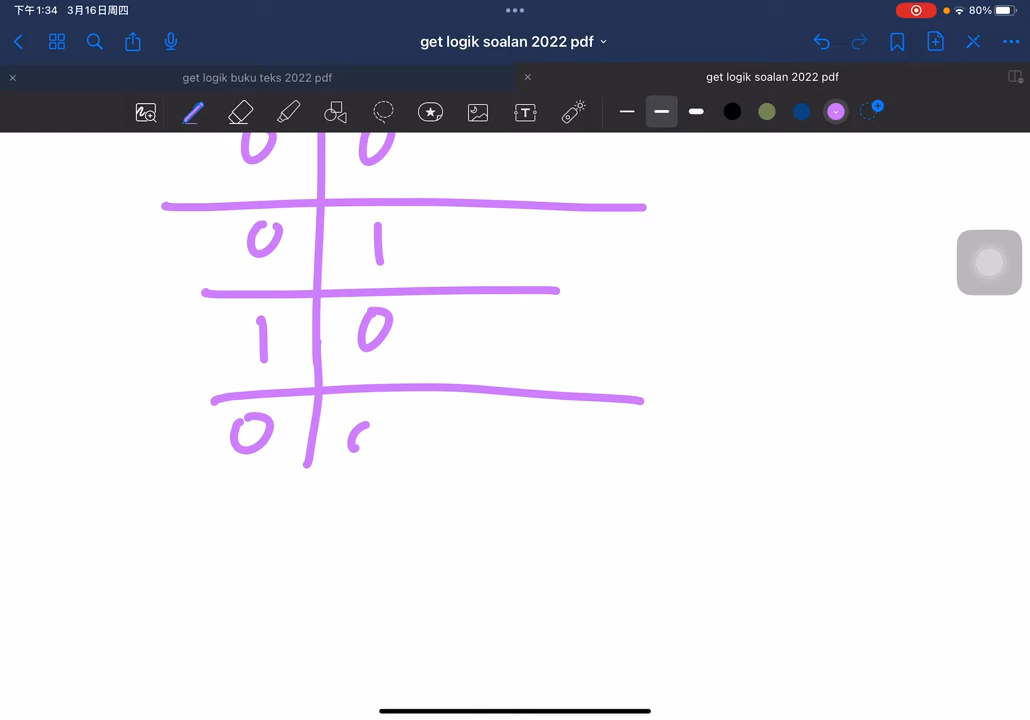 下午1:34 3月16日周四 80%
get logik soalan 2022 pdf
get logik buku teks 2022 pdf get logik soalan 2022 pdf
T
0 0
0 1
1 0
0